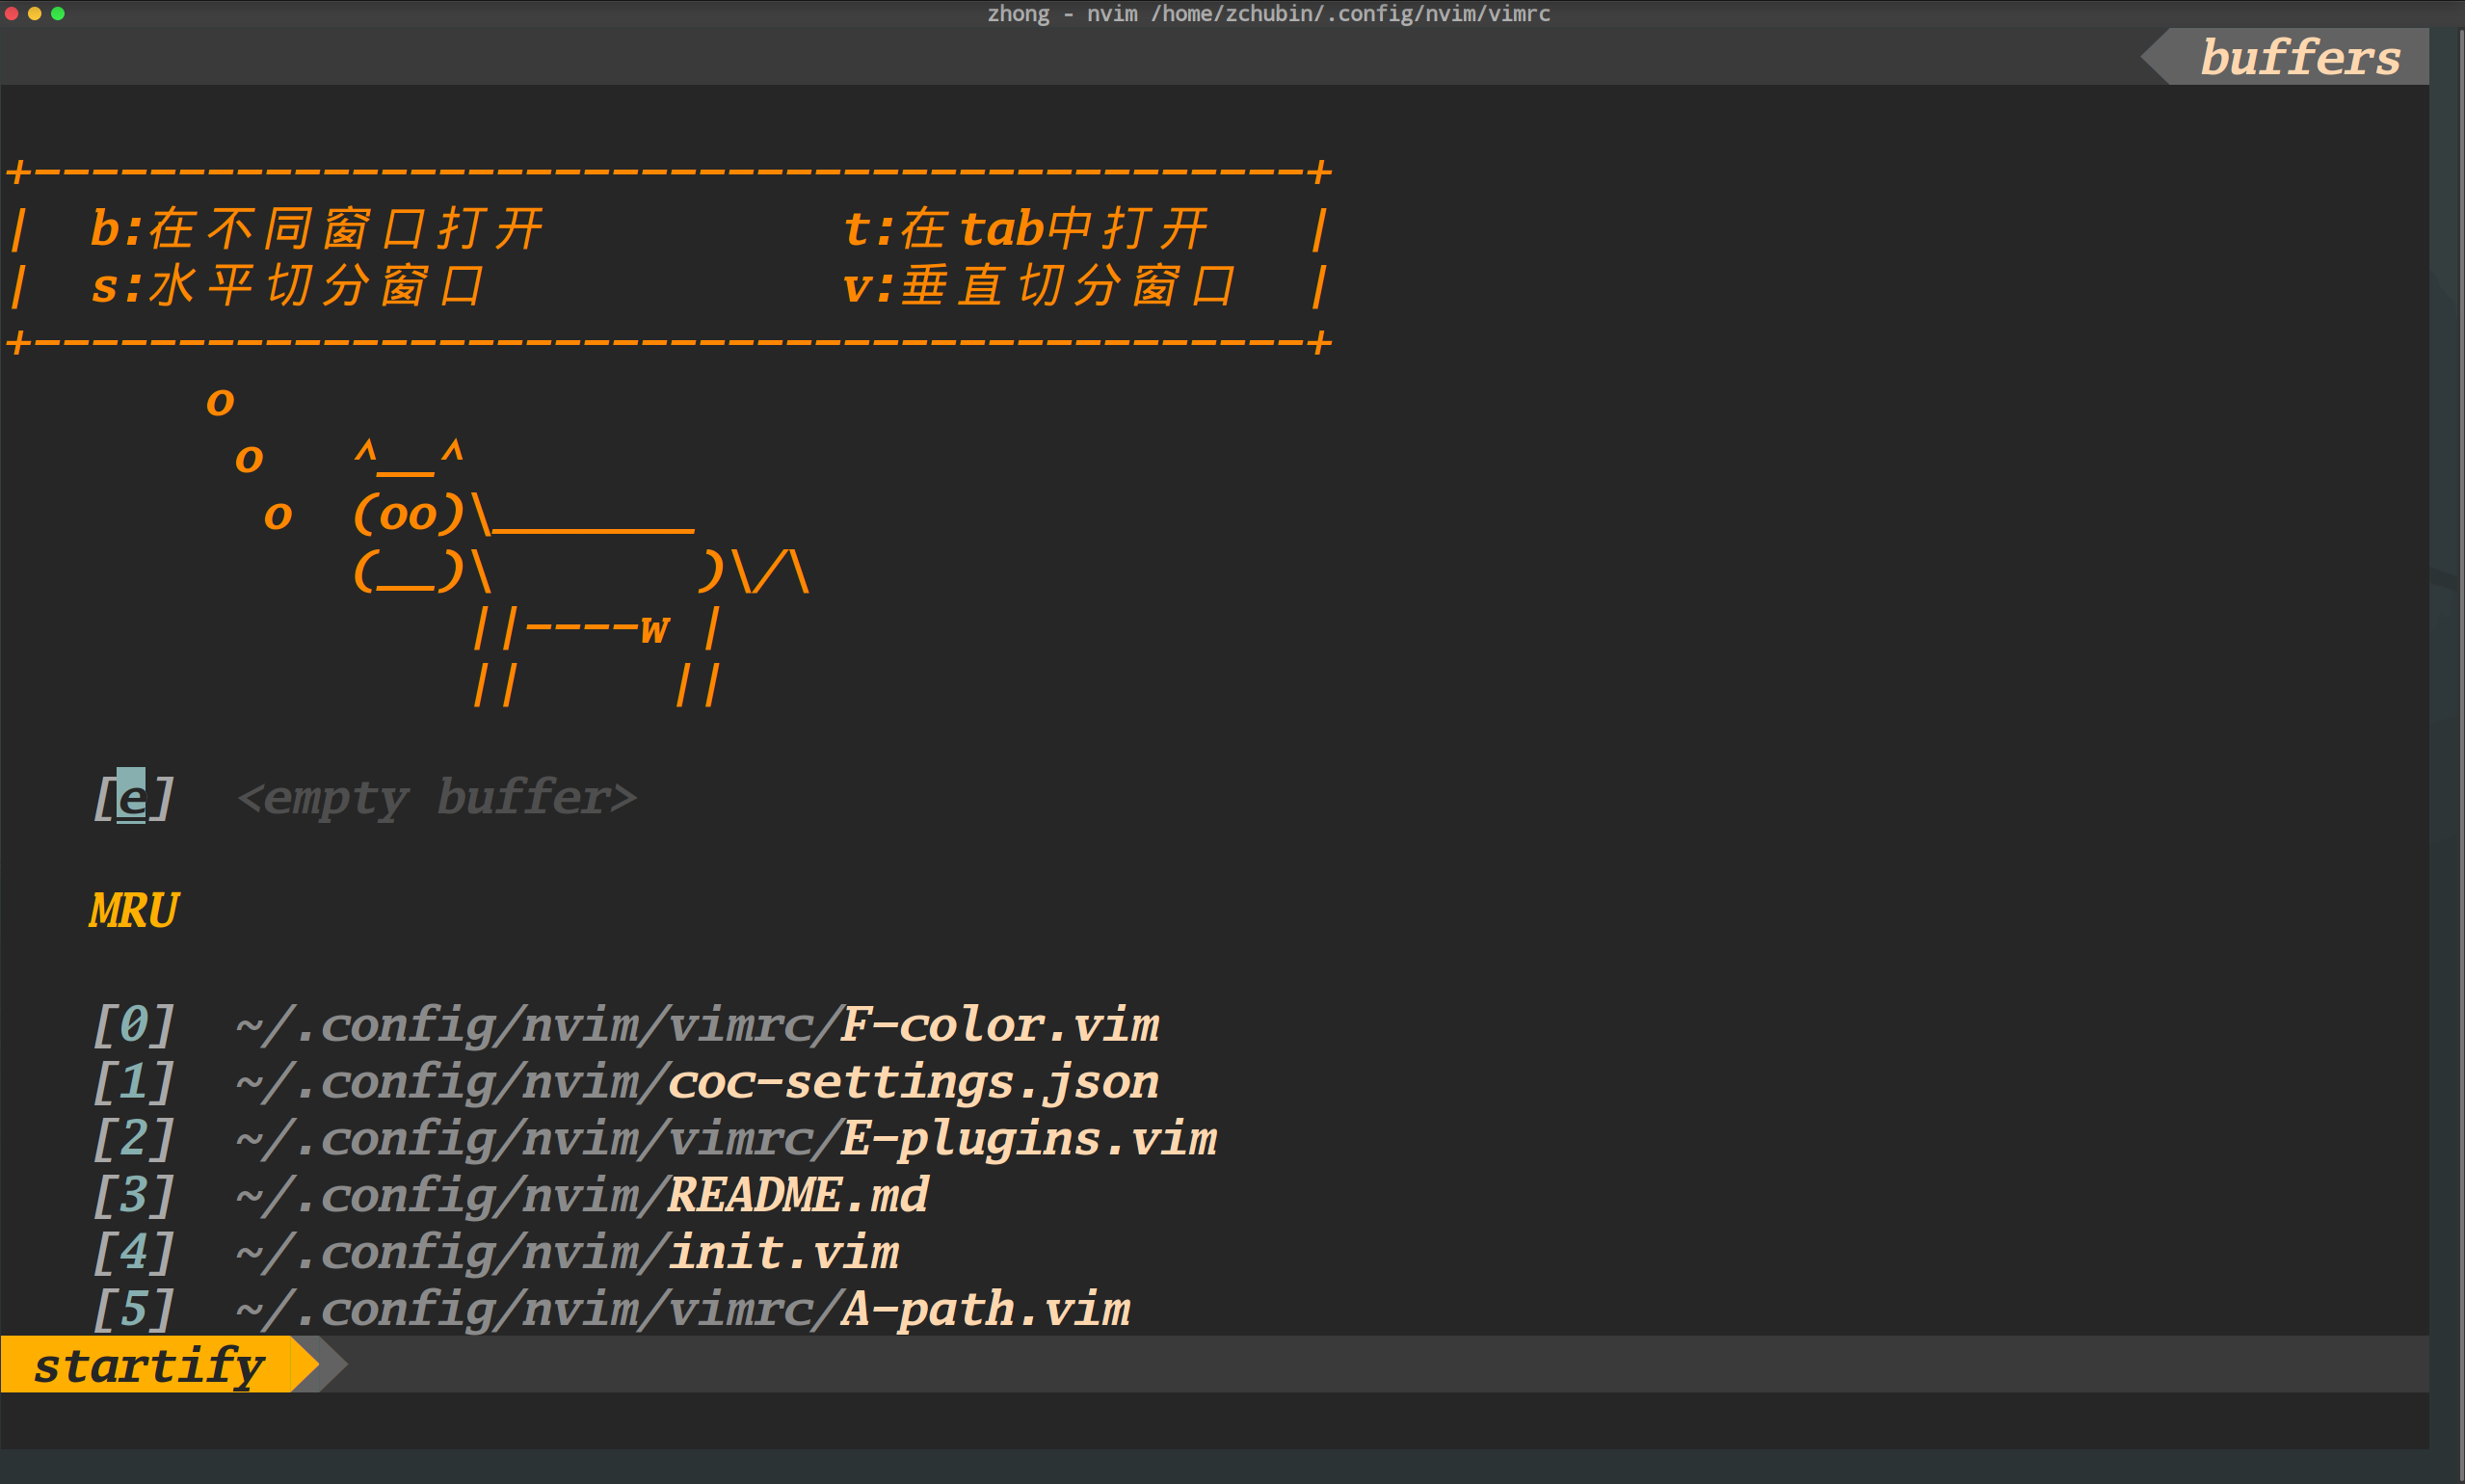 zhong - nvim /home/zchubin/.config/nvim/vimrc
buffers
+--------------------------------------------+
|  b:在不同窗口打开          t:在tab中打开   |
|  s:水平切分窗口            v:垂直切分窗口  |
+--------------------------------------------+
       o
        o   ^__^
         o  (oo)\_______
            (__)\       )\/\
                ||----w |
                ||     ||
[e]  <empty buffer>
MRU
[0]  ~/.config/nvim/vimrc/F-color.vim
[1]  ~/.config/nvim/coc-settings.json
[2]  ~/.config/nvim/vimrc/E-plugins.vim
[3]  ~/.config/nvim/README.md
[4]  ~/.config/nvim/init.vim
[5]  ~/.config/nvim/vimrc/A-path.vim
startify